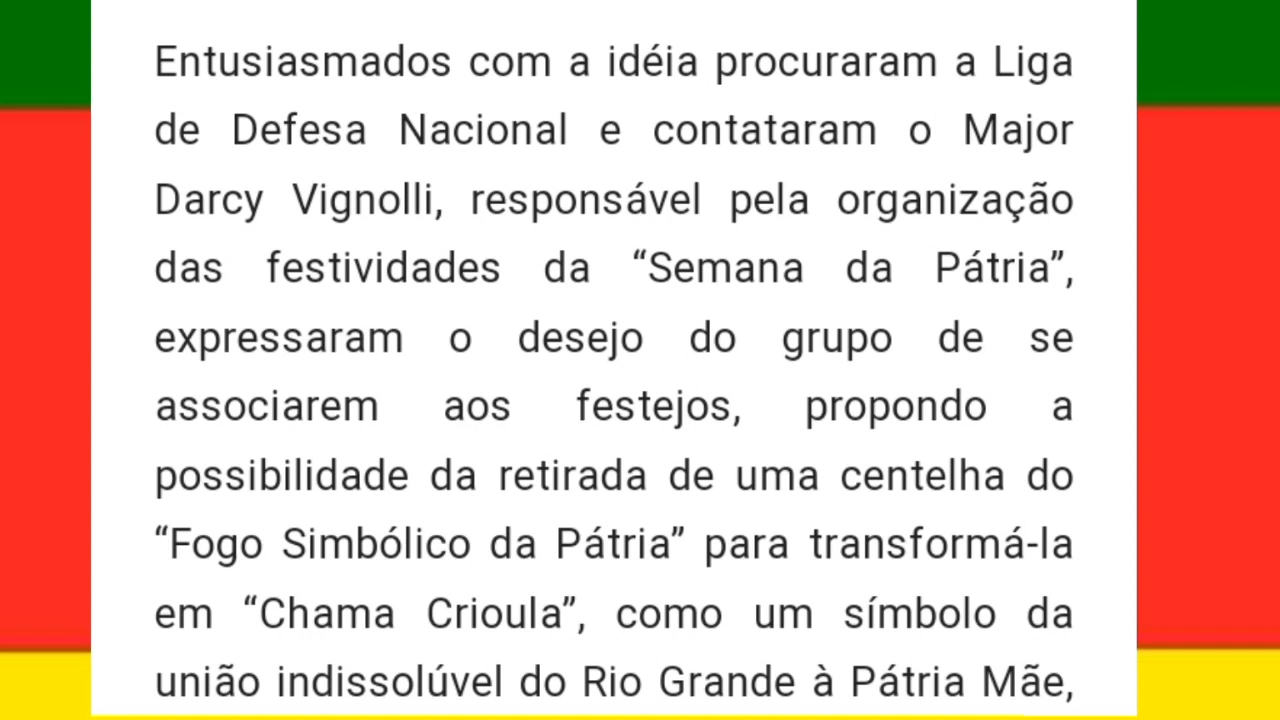 Entusiasmados com a idéia procuraram a Liga
de Defesa Nacional e contataram o Major
Darcy Vignolli, responsável pela organização
das festividades da “Semana da Pátria”,
expressaram o desejo do grupo de se
associarem aos festejos, propondo a
possibilidade da retirada de uma centelha do
“Fogo Simbólico da Pátria” para transformá-la
em “Chama Crioula”, como um símbolo da
união indissolúvel do Rio Grande à Pátria Mãe,